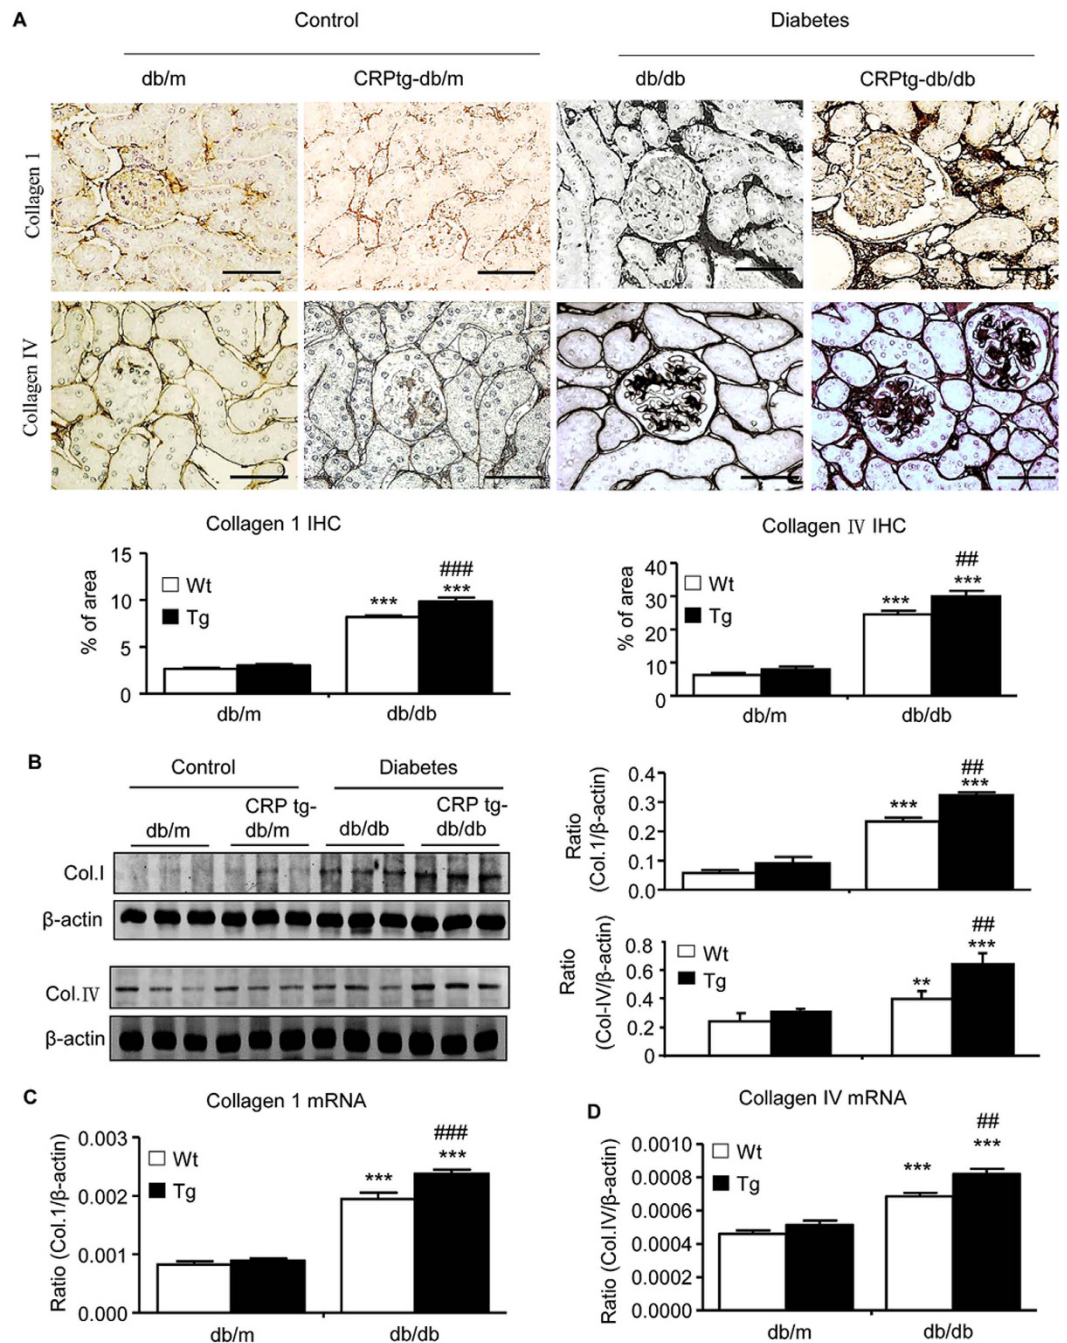 A
Control
Diabetes
db/m
CRPtg-db/m
db/db
CRPtg-db/db
Collagen 1
Collagen IV
Collagen 1 IHC
% of area
15
10
5
0
Wt
Tg
***
###
***
db/m
db/db
Collagen Ⅳ IHC
% of area
40
30
20
10
0
Wt
Tg
***
##
***
db/m
db/db
B
Control
Diabetes
db/m
CRP tg-
db/m
db/db
CRP tg-
db/db
Col.I
β-actin
Col.Ⅳ
β-actin
Ratio
(Col.1/β-actin)
0.4
0.3
0.2
0.1
0.0
***
##
***
Ratio
(Col-IV/β-actin)
0.8
0.6
0.4
0.2
0
Wt
Tg
**
##
***
C
Collagen 1 mRNA
Ratio (Col.1/β-actin)
0.003
0.002
0.001
0.000
Wt
Tg
***
###
***
db/m
db/db
D
Collagen IV mRNA
Ratio (Col.IV/β-actin)
0.0010
0.0008
0.0006
0.0004
0.0002
0.0000
Wt
Tg
***
##
***
db/m
db/db